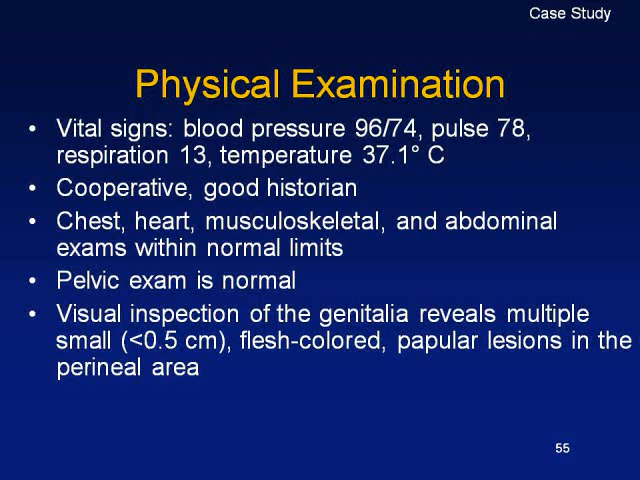 Case Study
Physical Examination
• Vital signs: blood pressure 96/74, pulse 78,
respiration 13, temperature 37.1° C
• Cooperative, good historian
• Chest, heart, musculoskeletal, and abdominal
exams within normal limits
• Pelvic exam is normal
• Visual inspection of the genitalia reveals multiple
small (<0.5 cm), flesh-colored, papular lesions in the
perineal area
55